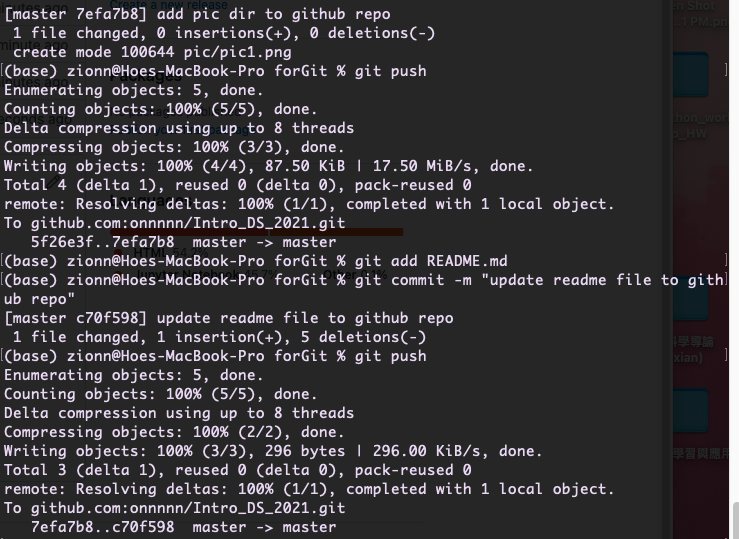 [master 7efa7b8] add pic dir to github repo
 1 file changed, 0 insertions(+), 0 deletions(-)
 create mode 100644 pic/pic1.png
(base) zionn@Hoes-MacBook-Pro forGit % git push
Enumerating objects: 5, done.
Counting objects: 100% (5/5), done.
Delta compression using up to 8 threads
Compressing objects: 100% (3/3), done.
Writing objects: 100% (4/4), 87.50 KiB | 17.50 MiB/s, done.
Total 4 (delta 1), reused 0 (delta 0), pack-reused 0
remote: Resolving deltas: 100% (1/1), completed with 1 local object.
To github.com:onnnnn/Intro_DS_2021.git
   5f26e3f..7efa7b8  master -> master
(base) zionn@Hoes-MacBook-Pro forGit % git add README.md
(base) zionn@Hoes-MacBook-Pro forGit % git commit -m "update readme file to gith
ub repo"
[master c70f598] update readme file to github repo
 1 file changed, 1 insertion(+), 5 deletions(-)
(base) zionn@Hoes-MacBook-Pro forGit % git push
Enumerating objects: 5, done.
Counting objects: 100% (5/5), done.
Delta compression using up to 8 threads
Compressing objects: 100% (2/2), done.
Writing objects: 100% (3/3), 296 bytes | 296.00 KiB/s, done.
Total 3 (delta 1), reused 0 (delta 0), pack-reused 0
remote: Resolving deltas: 100% (1/1), completed with 1 local object.
To github.com:onnnnn/Intro_DS_2021.git
   7efa7b8..c70f598  master -> master